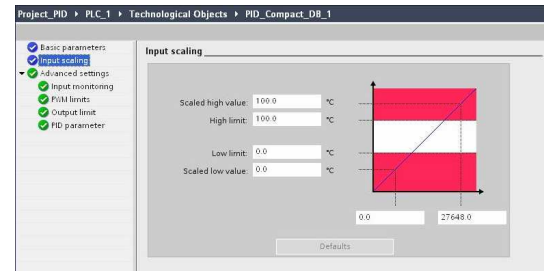 Project_PID ▸ PLC_1 ▸ Technological Objects ▸ PID_Compact_DB_1
Basic parameters
Input scaling
Advanced settings
Input monitoring
PWM limits
Output limit
PID parameter
Input scaling
Scaled high value: 100.0 °C
High limit: 100.0 °C
Low limit: 0.0 °C
Scaled low value: 0.0 °C
0.0 27648.0
Defaults